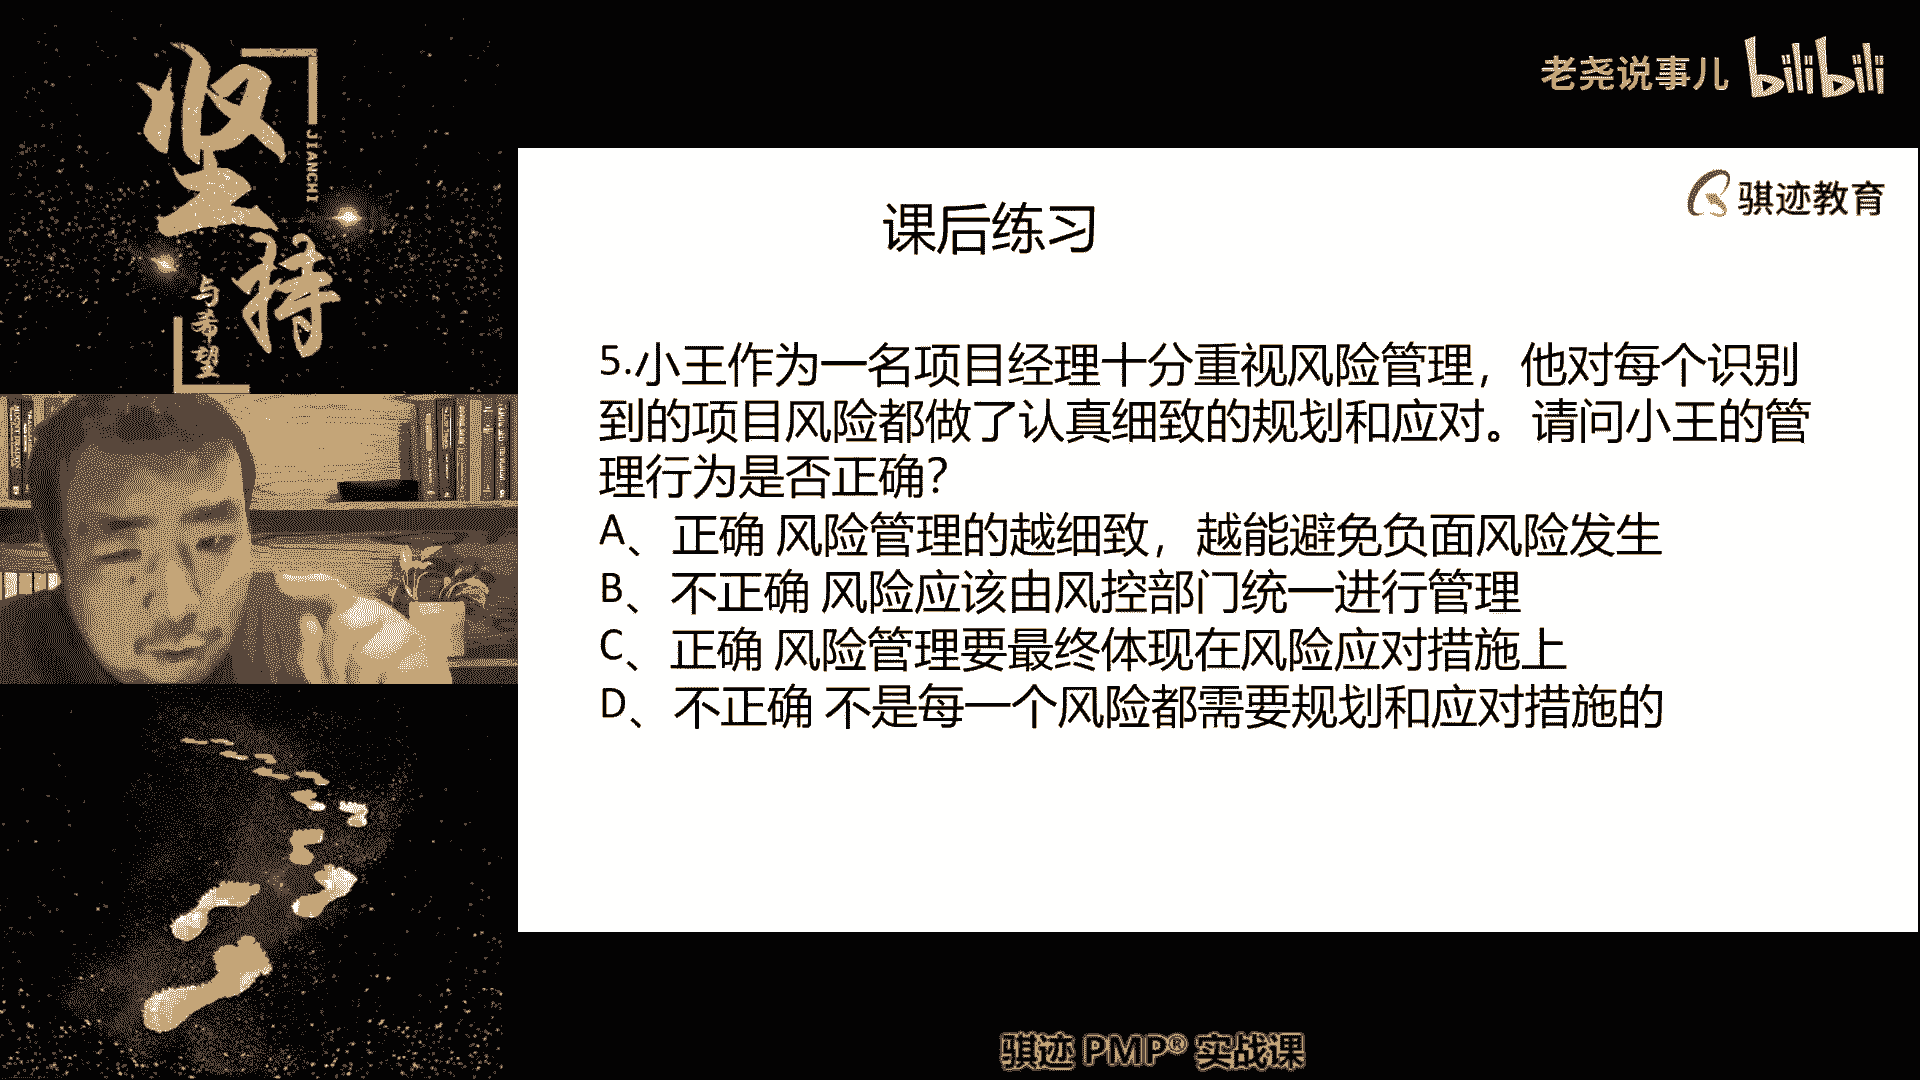 坚持
JIANCHI
与希望
老尧说事儿 bilibili
骐迹教育
课后练习
5.小王作为一名项目经理十分重视风险管理，他对每个识别
到的项目风险都做了认真细致的规划和应对。请问小王的管
理行为是否正确？
A、正确 风险管理的越细致，越能避免负面风险发生
B、不正确 风险应该由风控部门统一进行管理
C、正确 风险管理要最终体现在风险应对措施上
D、不正确 不是每一个风险都需要规划和应对措施的
骐迹 PMP® 实战课